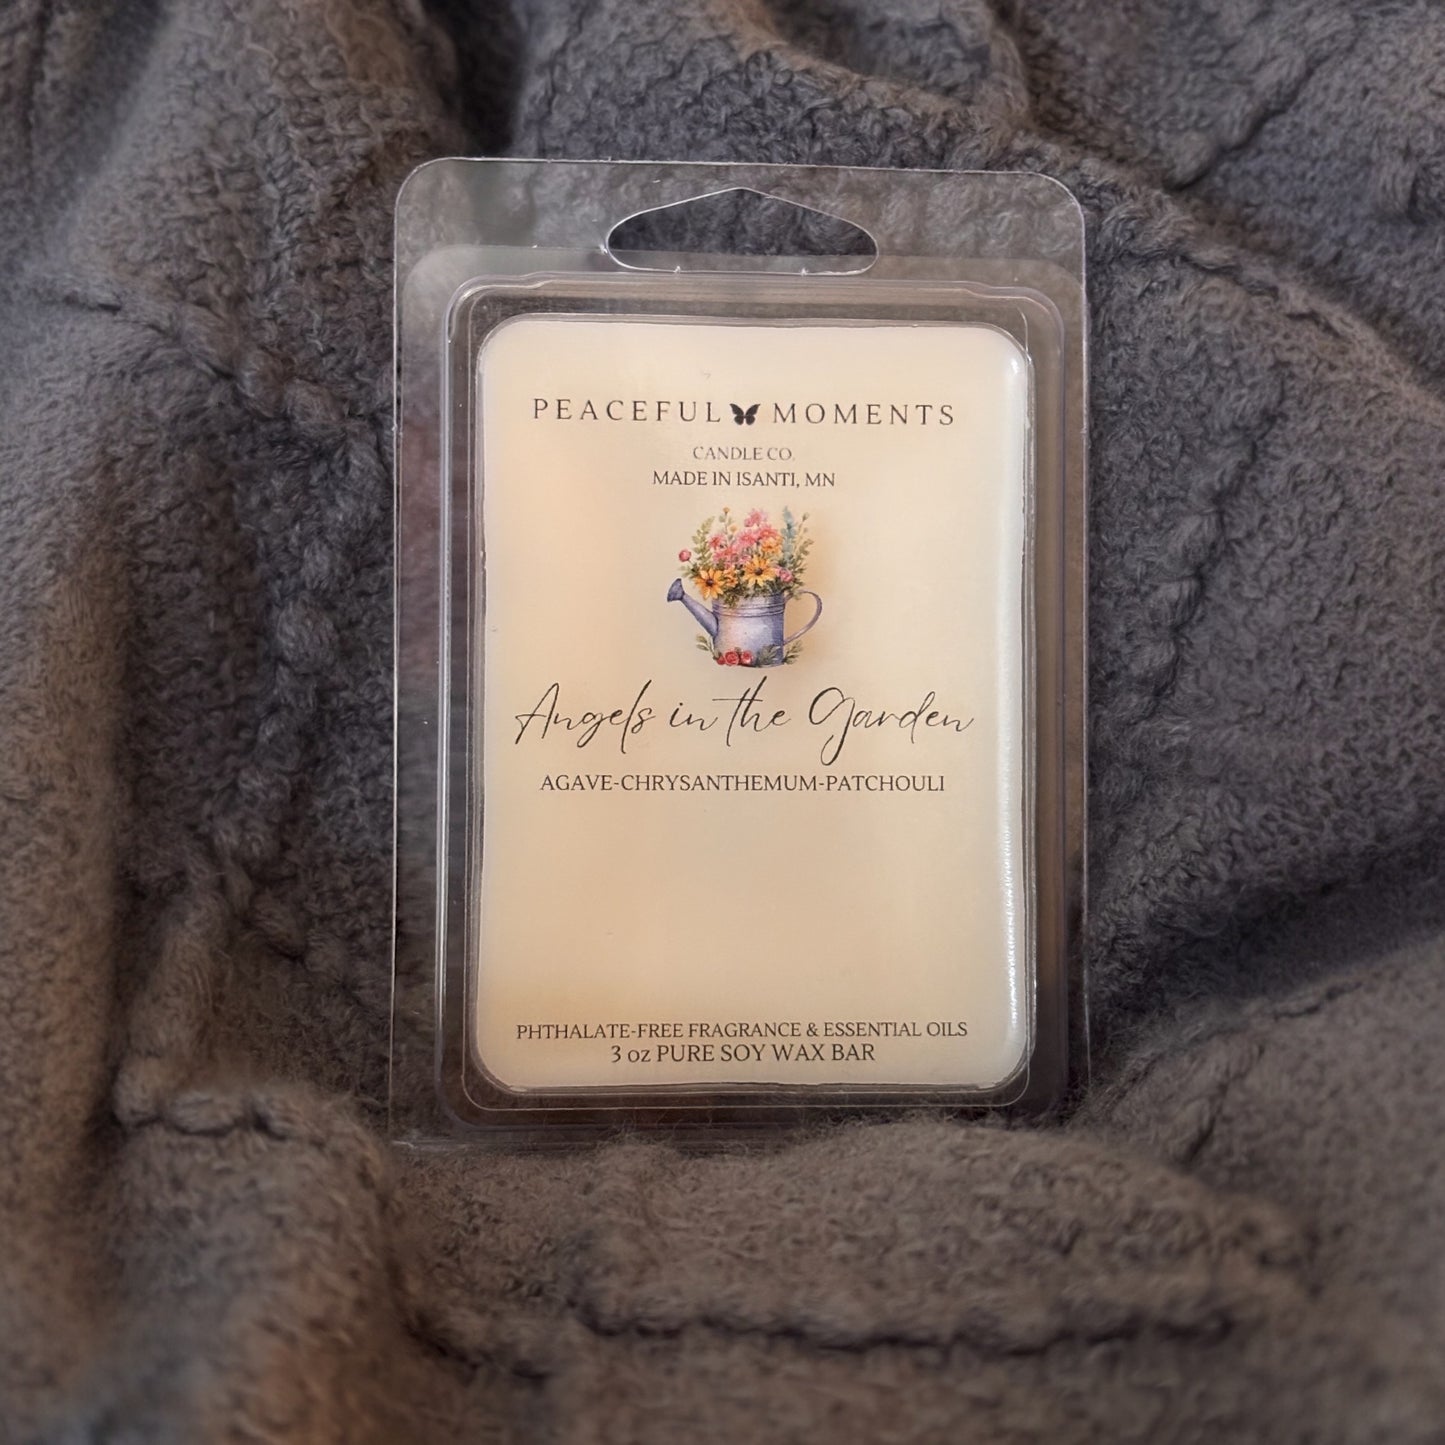 PEACEFUL MOMENTS
CANDLE CO.
MADE IN ISANTI, MN
Angels in the Garden
AGAVE-CHRYSANTHEMUM-PATCHOULI
PHTHALATE-FREE FRAGRANCE & ESSENTIAL OILS
3 oz PURE SOY WAX BAR